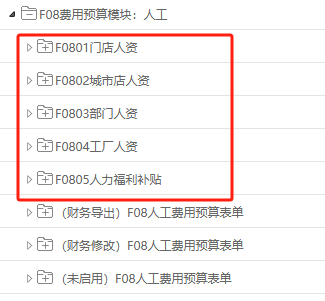 F08费用预算模块：人工
F0801门店人资
F0802城市店人资
F0803部门人资
F0804工厂人资
F0805人力福利补贴
（财务导出）F08人工费用预算表单
（财务修改）F08人工费用预算表单
（未启用）F08人工费用预算表单